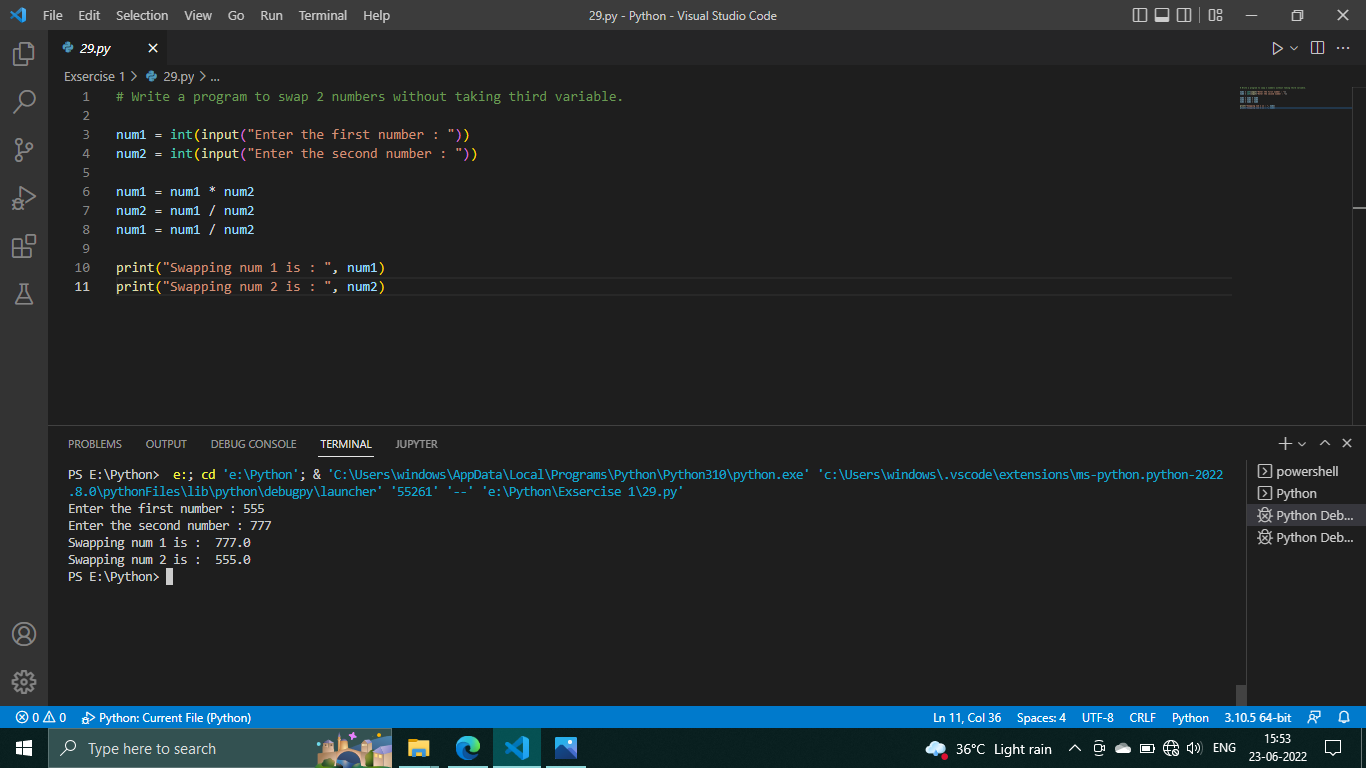 File Edit Selection View Go Run Terminal Help 29.py - Python - Visual Studio Code
29.py
Exsercise 1 > 29.py > ...
1 # Write a program to swap 2 numbers without taking third variable.
2
3 num1 = int(input("Enter the first number : "))
4 num2 = int(input("Enter the second number : "))
5
6 num1 = num1 * num2
7 num2 = num1 / num2
8 num1 = num1 / num2
9
10 print("Swapping num 1 is : ", num1)
11 print("Swapping num 2 is : ", num2)
PROBLEMS OUTPUT DEBUG CONSOLE TERMINAL JUPYTER
PS E:\Python>  e:; cd 'e:\Python'; & 'C:\Users\windows\AppData\Local\Programs\Python\Python310\python.exe' 'c:\Users\windows\.vscode\extensions\ms-python.python-2022
.8.0\pythonFiles\lib\python\debugpy\launcher' '55261' '--' 'e:\Python\Exsercise 1\29.py'
Enter the first number : 555
Enter the second number : 777
Swapping num 1 is :  777.0
Swapping num 2 is :  555.0
PS E:\Python>
powershell
Python
Python Deb...
Python Deb...
0 0 Python: Current File (Python) Ln 11, Col 36 Spaces: 4 UTF-8 CRLF Python 3.10.5 64-bit
Type here to search 36°C Light rain ENG 15:53
23-06-2022